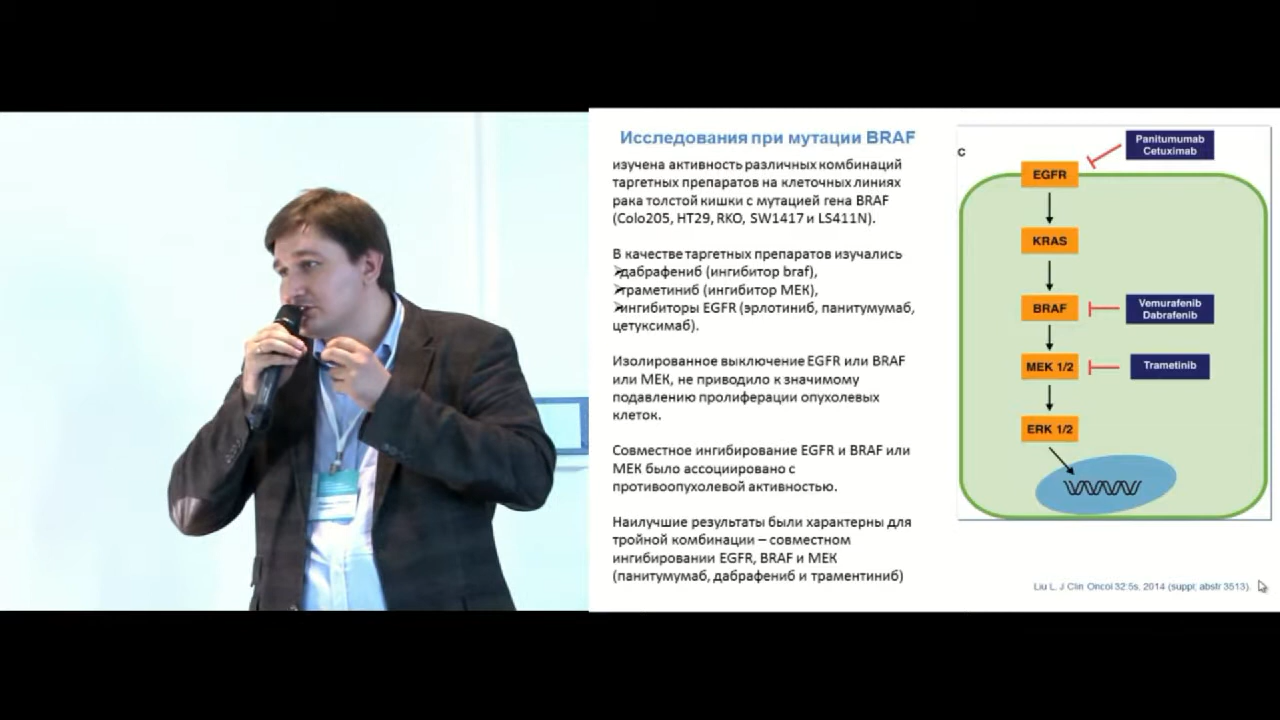 Исследования при мутации BRAF
изучена активность различных комбинаций
таргетных препаратов на клеточных линиях
рака толстой кишки с мутацией гена BRAF
(Colo205, HT29, RKO, SW1417 и LS411N).
В качестве таргетных препаратов изучались
дабрафениб (ингибитор braf),
траметиниб (ингибитор МЕК),
ингибиторы EGFR (эрлотиниб, панитумумаб,
цетуксимаб).
Изолированное выключение EGFR или BRAF
или МЕК, не приводило к значимому
подавлению пролиферации опухолевых
клеток.
Совместное ингибирование EGFR и BRAF или
МЕК было ассоциировано с
противоопухолевой активностью.
Наилучшие результаты были характерны для
тройной комбинации – совместном
ингибировании EGFR, BRAF и МЕК
(панитумумаб, дабрафениб и траментиниб)
C
Panitumumab
Cetuximab
EGFR
KRAS
BRAF
Vemurafenib
Dabrafenib
MEK 1/2
Trametinib
ERK 1/2
Liu L. J Clin Oncol 32:5s, 2014 (suppl; abstr 3513).